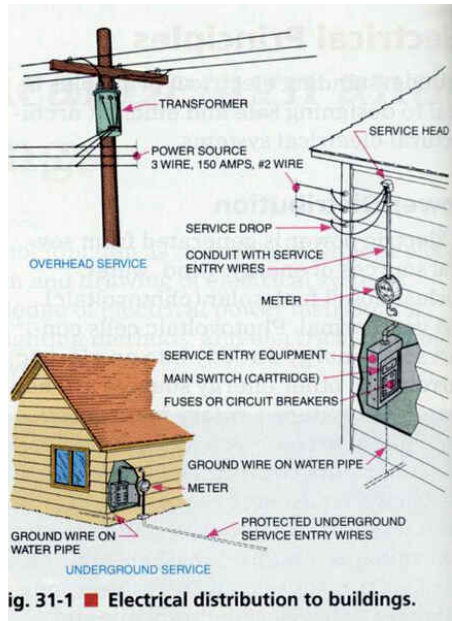 TRANSFORMER
POWER SOURCE
3 WIRE, 150 AMPS, #2 WIRE
OVERHEAD SERVICE
SERVICE HEAD
SERVICE DROP
CONDUIT WITH SERVICE
ENTRY WIRES
METER
SERVICE ENTRY EQUIPMENT
MAIN SWITCH (CARTRIDGE)
FUSES OR CIRCUIT BREAKERS
GROUND WIRE ON WATER PIPE
METER
PROTECTED UNDERGROUND
SERVICE ENTRY WIRES
GROUND WIRE ON
WATER PIPE
UNDERGROUND SERVICE
ig. 31-1 ■ Electrical distribution to buildings.